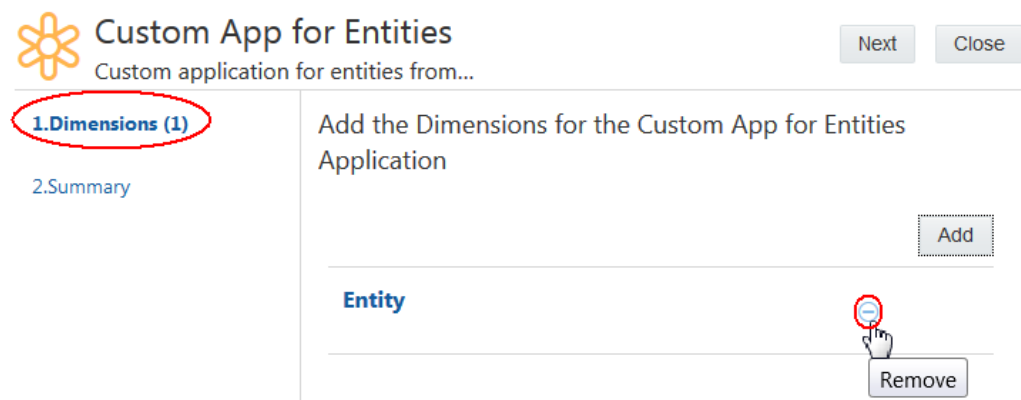 Custom App for Entities
Next
Close
Custom application for entities from...
1.Dimensions (1)
Add the Dimensions for the Custom App for Entities
Application
2.Summary
Add
Entity
Remove